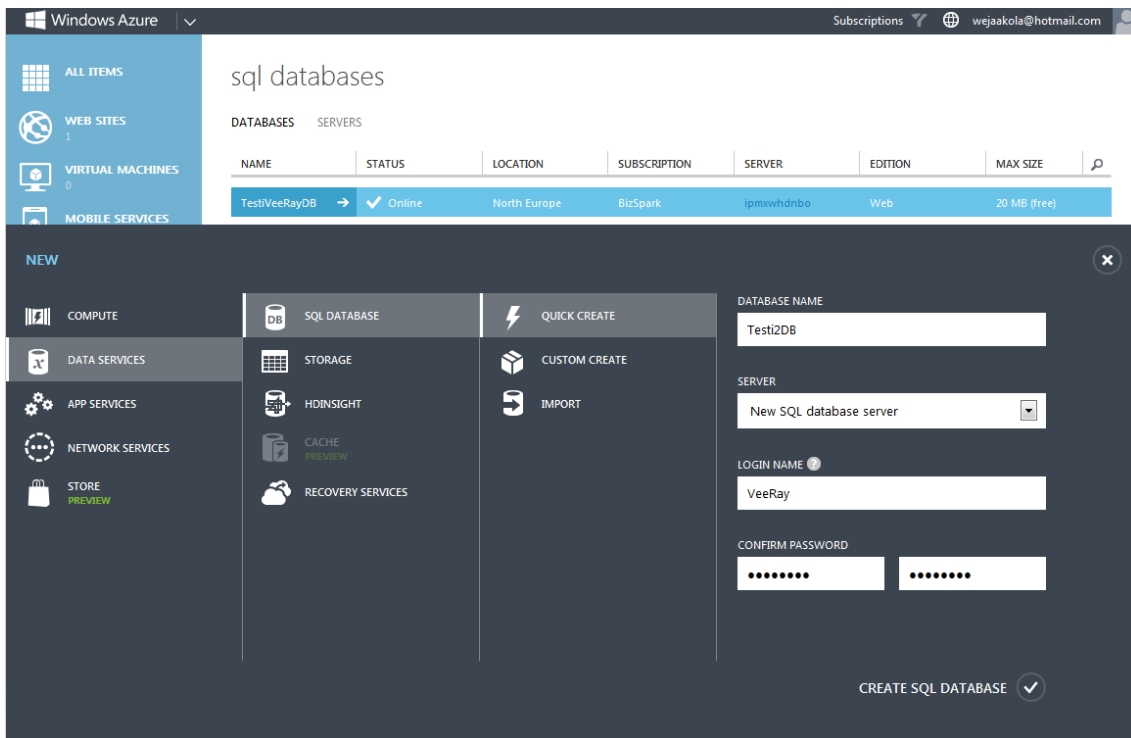 Windows Azure
Subscriptions
wejaakola@hotmail.com
ALL ITEMS
WEB SITES
1
VIRTUAL MACHINES
0
MOBILE SERVICES
sql databases
DATABASES SERVERS
NAME STATUS LOCATION SUBSCRIPTION SERVER EDITION MAX SIZE
TestiVeeRayDB → Online North Europe BizSpark ipmxwhdnbo Web 20 MB (free)
NEW
COMPUTE
DATA SERVICES
APP SERVICES
NETWORK SERVICES
STORE
PREVIEW
DB
SQL DATABASE
STORAGE
HDINSIGHT
CACHE
PREVIEW
RECOVERY SERVICES
QUICK CREATE
CUSTOM CREATE
IMPORT
DATABASE NAME
Testi2DB
SERVER
New SQL database server
LOGIN NAME ?
VeeRay
CONFIRM PASSWORD
•••••••• ••••••••
CREATE SQL DATABASE